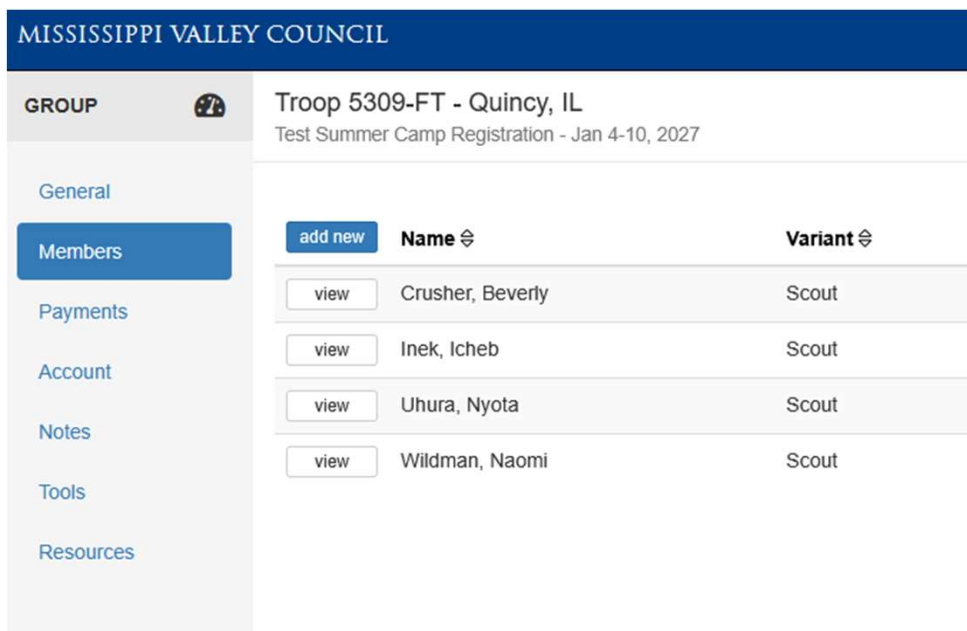 MISSISSIPPI VALLEY COUNCIL
GROUP
General
Members
Payments
Account
Notes
Tools
Resources
Troop 5309-FT - Quincy, IL
Test Summer Camp Registration - Jan 4-10, 2027
add new Name Variant
view Crusher, Beverly Scout
view Inek, Icheb Scout
view Uhura, Nyota Scout
view Wildman, Naomi Scout